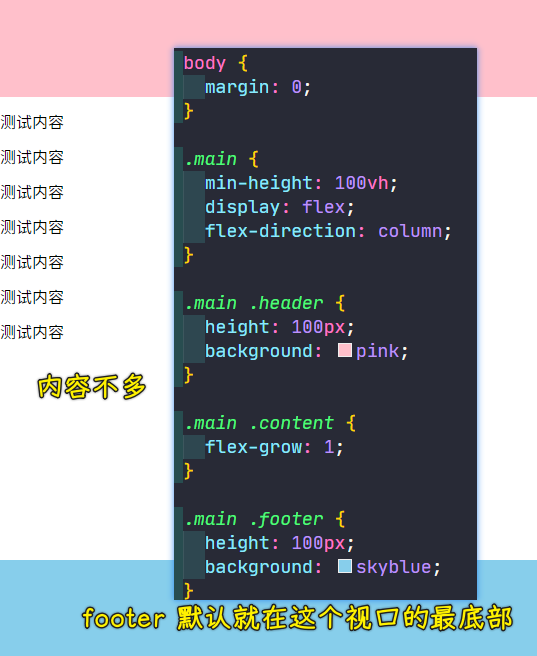 body {
margin: 0;
}
.main {
min-height: 100vh;
display: flex;
flex-direction: column;
}
.main .header {
height: 100px;
background: pink;
}
.main .content {
flex-grow: 1;
}
.main .footer {
height: 100px;
background: skyblue;
}
测试内容
测试内容
测试内容
测试内容
测试内容
测试内容
测试内容
内容不多
footer 默认就在这个视口的最底部